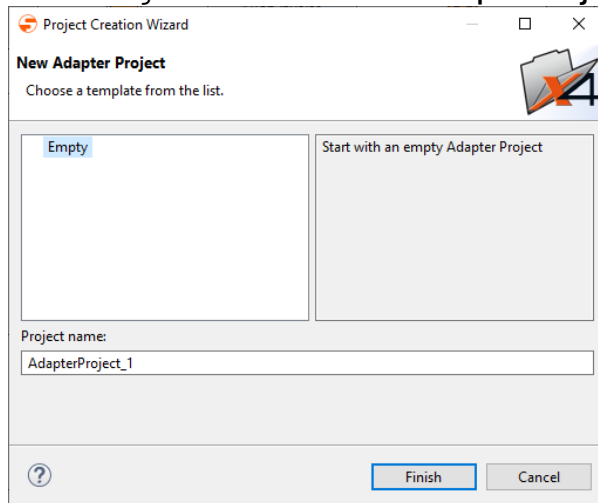 Project Creation Wizard
New Adapter Project
Choose a template from the list.
X4
Empty
Start with an empty Adapter Project
Project name:
AdapterProject_1
?
Finish
Cancel